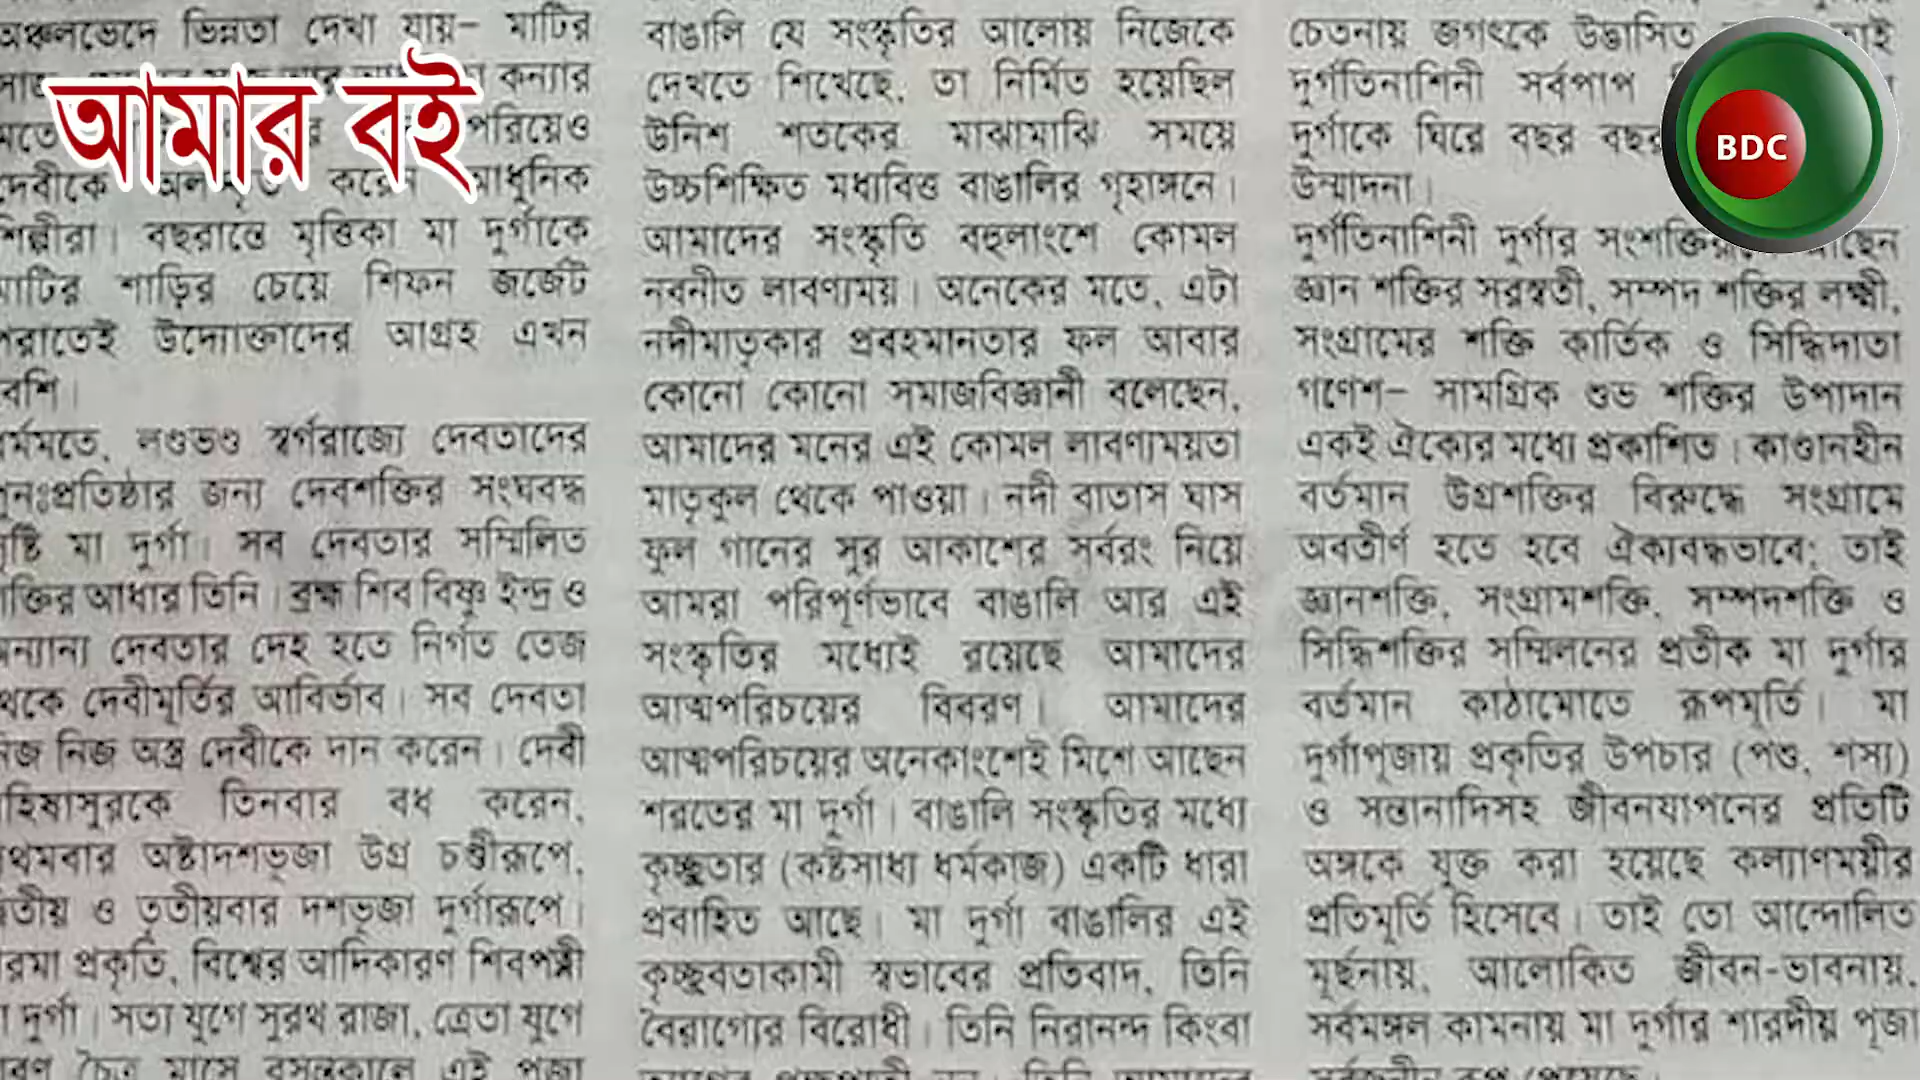 আমার বই
BDC
অঞ্চলভেদে ভিন্নতা দেখা যায়– মাটির
কন্যার
পরিয়েও
দেবীকে অলংকৃত করেন আধুনিক
শিল্পীরা। বছরান্তে মৃত্তিকা মা দুর্গাকে
মাটির শাড়ির চেয়ে শিফন জর্জেট
পরাতেই উদ্যোক্তাদের আগ্রহ এখন
বেশি।
ধর্মমতে, লণ্ডভণ্ড স্বর্গরাজ্যে দেবতাদের
পুনঃপ্রতিষ্ঠার জন্য দেবশক্তির সংঘবদ্ধ
সৃষ্টি মা দুর্গা। সব দেবতার সম্মিলিত
শক্তির আধার তিনি। ব্রহ্ম শিব বিষ্ণু ইন্দ্র ও
অন্যান্য দেবতার দেহ হতে নির্গত তেজ
থেকে দেবীমূর্তির আবির্ভাব। সব দেবতা
নিজ নিজ অস্ত্র দেবীকে দান করেন। দেবী
মহিষাসুরকে তিনবার বধ করেন,
প্রথমবার অষ্টাদশভুজা উগ্র চণ্ডীরূপে,
দ্বিতীয় ও তৃতীয়বার দশভুজা দুর্গারূপে।
পরমা প্রকৃতি, বিশ্বের আদিকারণ শিবপত্নী
মা দুর্গা। সত্য যুগে সুরথ রাজা, ত্রেতা যুগে
চৈত্র মাসে বসন্তকালে এই পূজা
বাঙালি যে সংস্কৃতির আলোয় নিজেকে
দেখতে শিখেছে, তা নির্মিত হয়েছিল
উনিশ শতকের মাঝামাঝি সময়ে
উচ্চশিক্ষিত মধ্যবিত্ত বাঙালির গৃহাঙ্গনে।
আমাদের সংস্কৃতি বহুলাংশে কোমল
নবনীত লাবণ্যময়। অনেকের মতে, এটা
নদীমাতৃকার প্রবহমানতার ফল আবার
কোনো কোনো সমাজবিজ্ঞানী বলেছেন,
আমাদের মনের এই কোমল লাবণ্যময়তা
মাতৃকুল থেকে পাওয়া। নদী বাতাস ঘাস
ফুল গানের সুর আকাশের সর্বরং নিয়ে
আমরা পরিপূর্ণভাবে বাঙালি আর এই
সংস্কৃতির মধ্যেই রয়েছে আমাদের
আত্মপরিচয়ের বিবরণ। আমাদের
আত্মপরিচয়ের অনেকাংশেই মিশে আছেন
শরতের মা দুর্গা। বাঙালি সংস্কৃতির মধ্যে
কৃচ্ছ্রতার (কষ্টসাধ্য ধর্মকাজ) একটি ধারা
প্রবাহিত আছে। মা দুর্গা বাঙালির এই
কৃচ্ছ্রবতাকামী স্বভাবের প্রতিবাদ, তিনি
বৈরাগ্যের বিরোধী। তিনি নিরানন্দ কিংবা
চেতনায় জগৎকে উদ্ভাসিত তাই
দুর্গতিনাশিনী সর্বপাপ
দুর্গাকে ঘিরে বছর বছর
উন্মাদনা।
দুর্গতিনাশিনী দুর্গার আছেন
জ্ঞান শক্তির সরস্বতী, সম্পদ শক্তির লক্ষ্মী,
সংগ্রামের শক্তি কার্তিক ও সিদ্ধিদাতা
গণেশ– সামগ্রিক শুভ শক্তির উপাদান
একই ঐক্যের মধ্যে প্রকাশিত। কাণ্ডানহীন
বর্তমান উগ্রশক্তির বিরুদ্ধে সংগ্রামে
অবতীর্ণ হতে হবে ঐক্যবদ্ধভাবে; তাই
জ্ঞানশক্তি, সংগ্রামশক্তি, সম্পদশক্তি ও
সিদ্ধিশক্তির সম্মিলনের প্রতীক মা দুর্গার
বর্তমান কাঠামোতে রূপমূর্তি। মা
দুর্গাপূজায় প্রকৃতির উপচার (পশু, শস্য)
ও সন্তানাদিসহ জীবনযাপনের প্রতিটি
অঙ্গকে যুক্ত করা হয়েছে কল্যাণময়ীর
প্রতিমূর্তি হিসেবে। তাই তো আন্দোলিত
মূর্ছনায়, আলোকিত জীবন-ভাবনায়,
সর্বমঙ্গল কামনায় মা দুর্গার শারদীয় পূজা